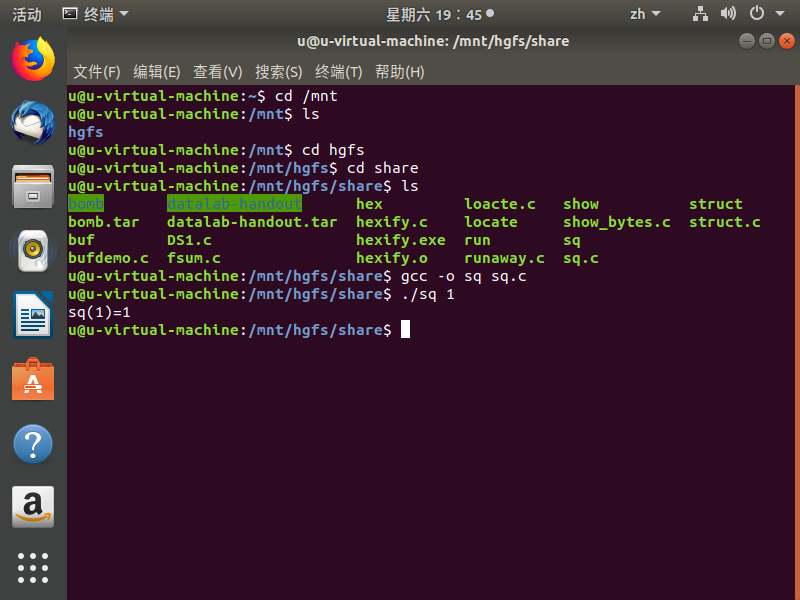 活动 终端 星期六 19：45 zh
u@u-virtual-machine: /mnt/hgfs/share
文件(F) 编辑(E) 查看(V) 搜索(S) 终端(T) 帮助(H)
u@u-virtual-machine:~$ cd /mnt
u@u-virtual-machine:/mnt$ ls
hgfs
u@u-virtual-machine:/mnt$ cd hgfs
u@u-virtual-machine:/mnt/hgfs$ cd share
u@u-virtual-machine:/mnt/hgfs/share$ ls
bomb datalab-handout hex loacte.c show struct
bomb.tar datalab-handout.tar hexify.c locate show_bytes.c struct.c
buf DS1.c hexify.exe run sq
bufdemo.c fsum.c hexify.o runaway.c sq.c
u@u-virtual-machine:/mnt/hgfs/share$ gcc -o sq sq.c
u@u-virtual-machine:/mnt/hgfs/share$ ./sq 1
sq(1)=1
u@u-virtual-machine:/mnt/hgfs/share$